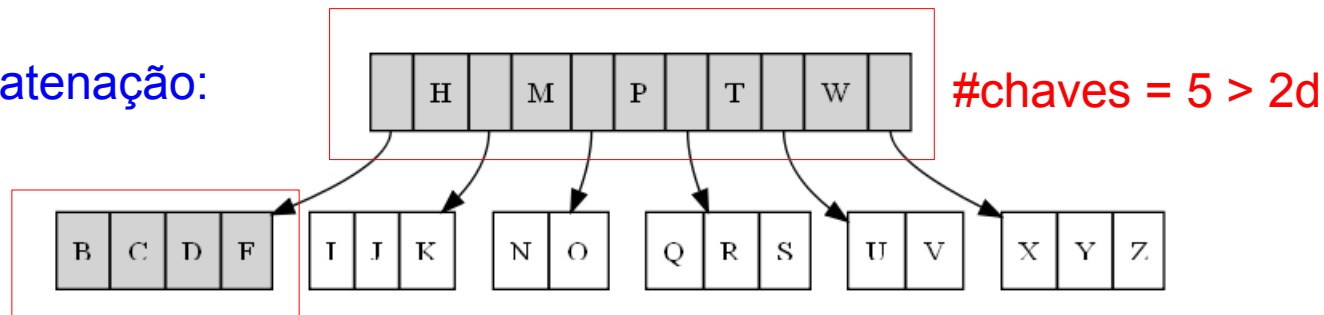 atenação:
H M P T W
#chaves = 5 > 2d
B C D F
I J K
N O
Q R S
U V
X Y Z